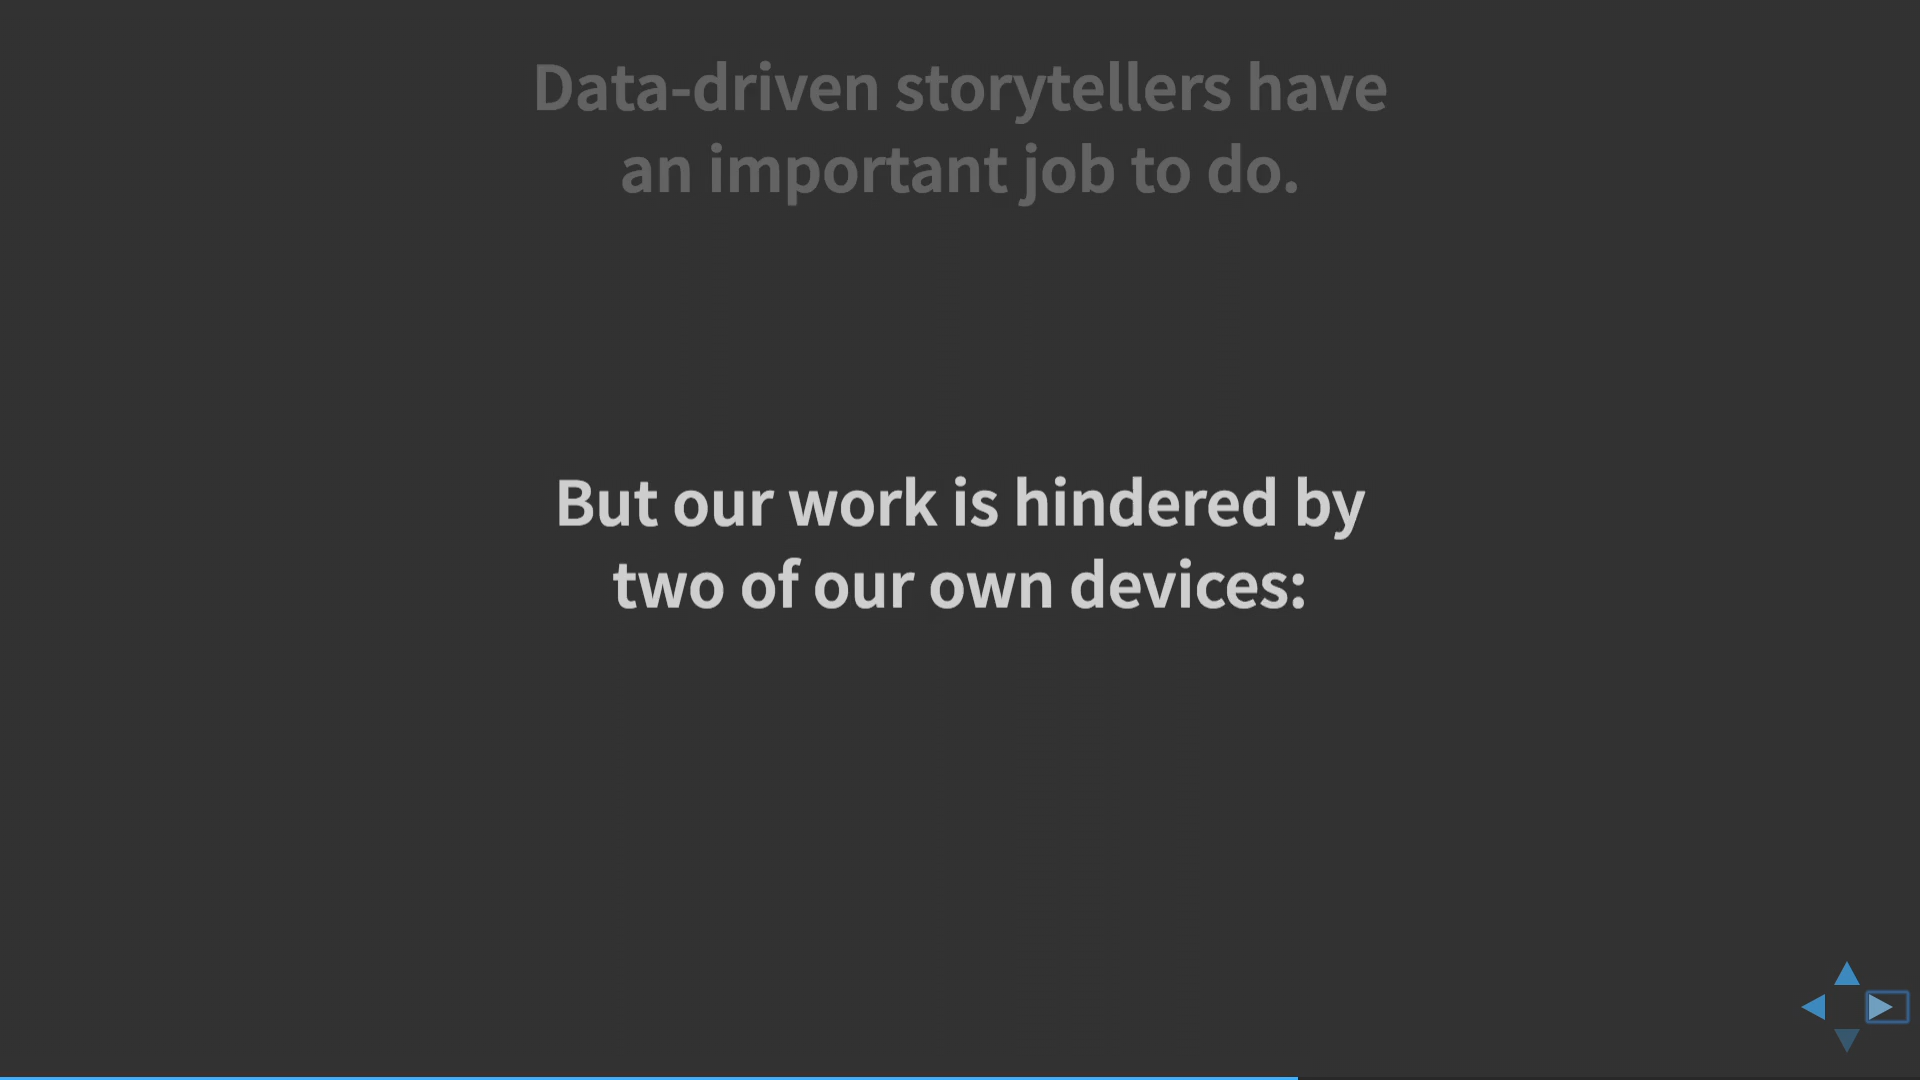 Data-driven storytellers have
an important job to do.
But our work is hindered by
two of our own devices: